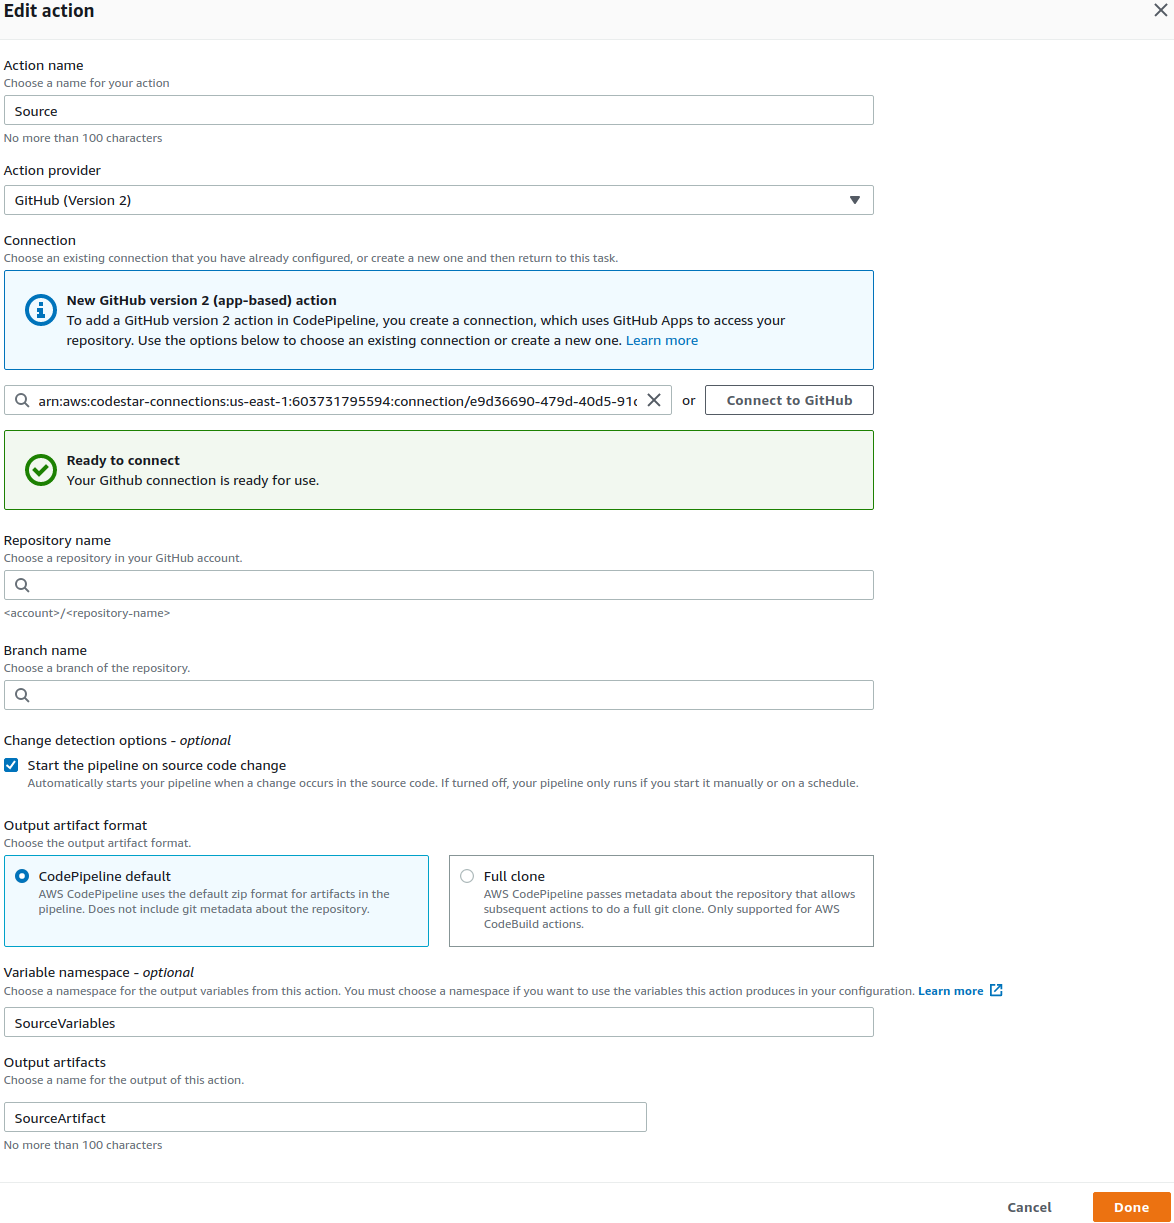 Edit action
Action name
Choose a name for your action
Source
No more than 100 characters
Action provider
GitHub (Version 2)
Connection
Choose an existing connection that you have already configured, or create a new one and then return to this task.
New GitHub version 2 (app-based) action
To add a GitHub version 2 action in CodePipeline, you create a connection, which uses GitHub Apps to access your
repository. Use the options below to choose an existing connection or create a new one. Learn more
arn:aws:codestar-connections:us-east-1:603731795594:connection/e9d36690-479d-40d5-91 or Connect to GitHub
Ready to connect
Your Github connection is ready for use.
Repository name
Choose a repository in your GitHub account.
<account>/<repository-name>
Branch name
Choose a branch of the repository.
Change detection options - optional
Start the pipeline on source code change
Automatically starts your pipeline when a change occurs in the source code. If turned off, your pipeline only runs if you start it manually or on a schedule.
Output artifact format
Choose the output artifact format.
CodePipeline default
AWS CodePipeline uses the default zip format for artifacts in the
pipeline. Does not include git metadata about the repository.
Full clone
AWS CodePipeline passes metadata about the repository that allows
subsequent actions to do a full git clone. Only supported for AWS
CodeBuild actions.
Variable namespace - optional
Choose a namespace for the output variables from this action. You must choose a namespace if you want to use the variables this action produces in your configuration. Learn more
SourceVariables
Output artifacts
Choose a name for the output of this action.
SourceArtifact
No more than 100 characters
Cancel Done